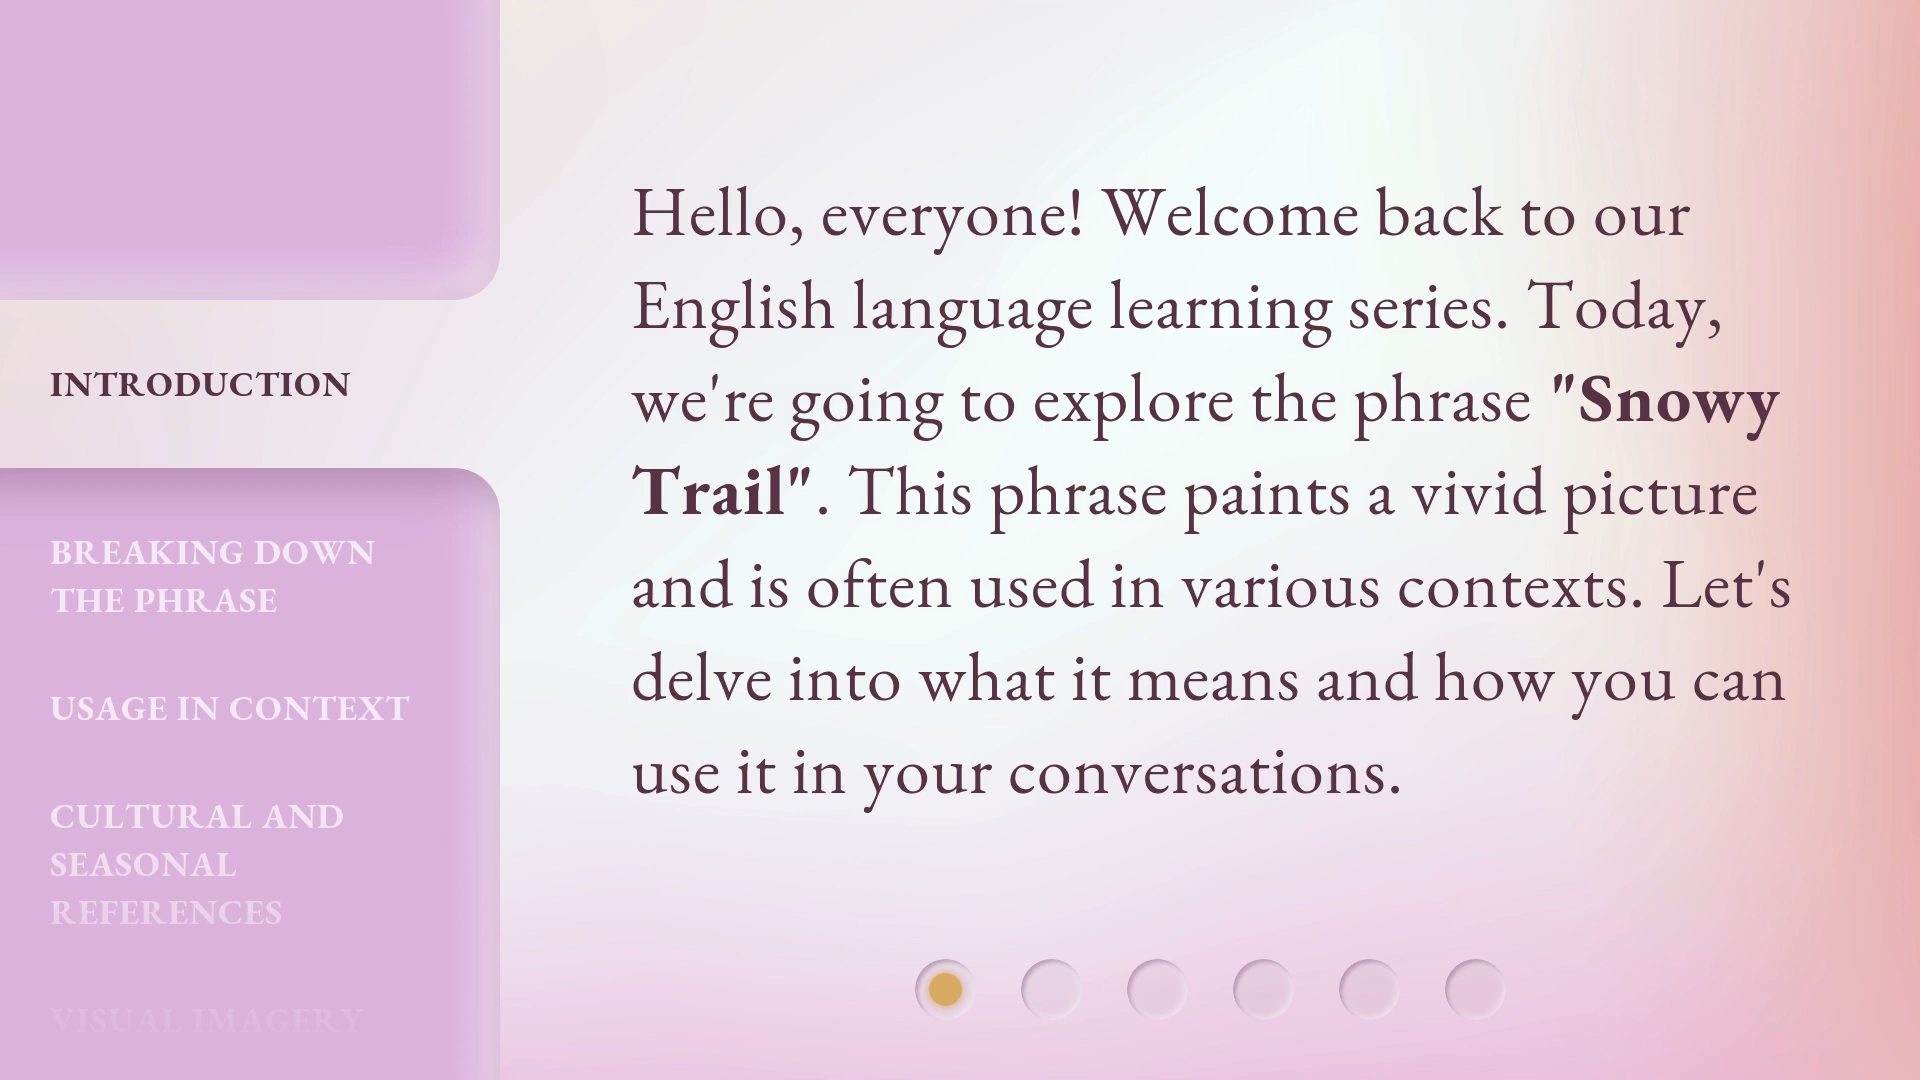 INTRODUCTION
BREAKING DOWN
THE PHRASE
USAGE IN CONTEXT
CULTURAL AND
SEASONAL
REFERENCES
VISUAL IMAGERY
Hello, everyone! Welcome back to our
English language learning series. Today,
we're going to explore the phrase "Snowy
Trail". This phrase paints a vivid picture
and is often used in various contexts. Let's
delve into what it means and how you can
use it in your conversations.